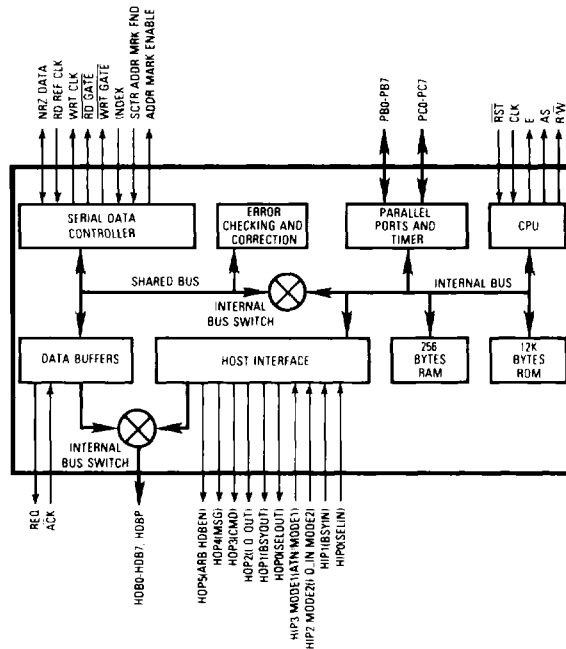 NRZ DATA
RD REF CLK
WRT CLK
RD GATE
WRT GATE
INDEX
SCTR ADDR MRK FND
ADDR MARK ENABLE
PB0-PB7
PC0-PC7
RST
CLK
E
AS
R/W
SERIAL DATA
CONTROLLER
ERROR
CHECKING AND
CORRECTION
PARALLEL
PORTS AND
TIMER
CPU
SHARED BUS
INTERNAL
BUS SWITCH
INTERNAL BUS
DATA BUFFERS
HOST INTERFACE
256
BYTES
RAM
12K
BYTES
ROM
INTERNAL
BUS SWITCH
REQ
ACK
HDB0-HDB7, HDBP
HOP5(ARB HDBEN)
HOP4(MSG)
HOP3(CMD)
HOP2(I O OUT)
HOP1(BSYOUT)
HOP0(SELOUT)
HIP3 MODE1(ATN MODE1)
HIP2 MODE2(I O_IN MODE2)
HIP1(BSYIN)
HIP0(SELIN)